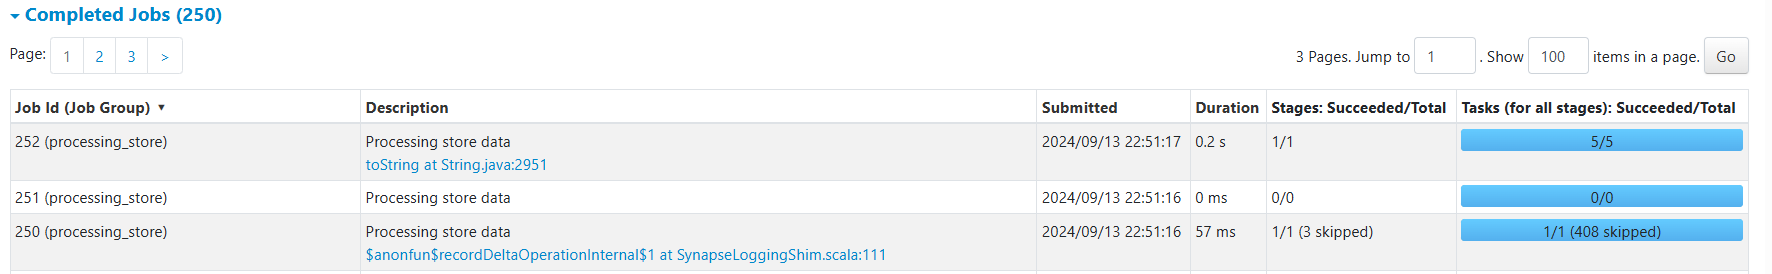 Completed Jobs (250)
Page: 1 2 3 >
3 Pages. Jump to 1 . Show 100 items in a page. Go
Job Id (Job Group) ▾ Description Submitted Duration Stages: Succeeded/Total Tasks (for all stages): Succeeded/Total
252 (processing_store) Processing store data 2024/09/13 22:51:17 0.2 s 1/1 5/5
toString at String.java:2951
251 (processing_store) Processing store data 2024/09/13 22:51:16 0 ms 0/0 0/0
250 (processing_store) Processing store data 2024/09/13 22:51:16 57 ms 1/1 (3 skipped) 1/1 (408 skipped)
$anonfun$recordDeltaOperationInternal$1 at SynapseLoggingShim.scala:111